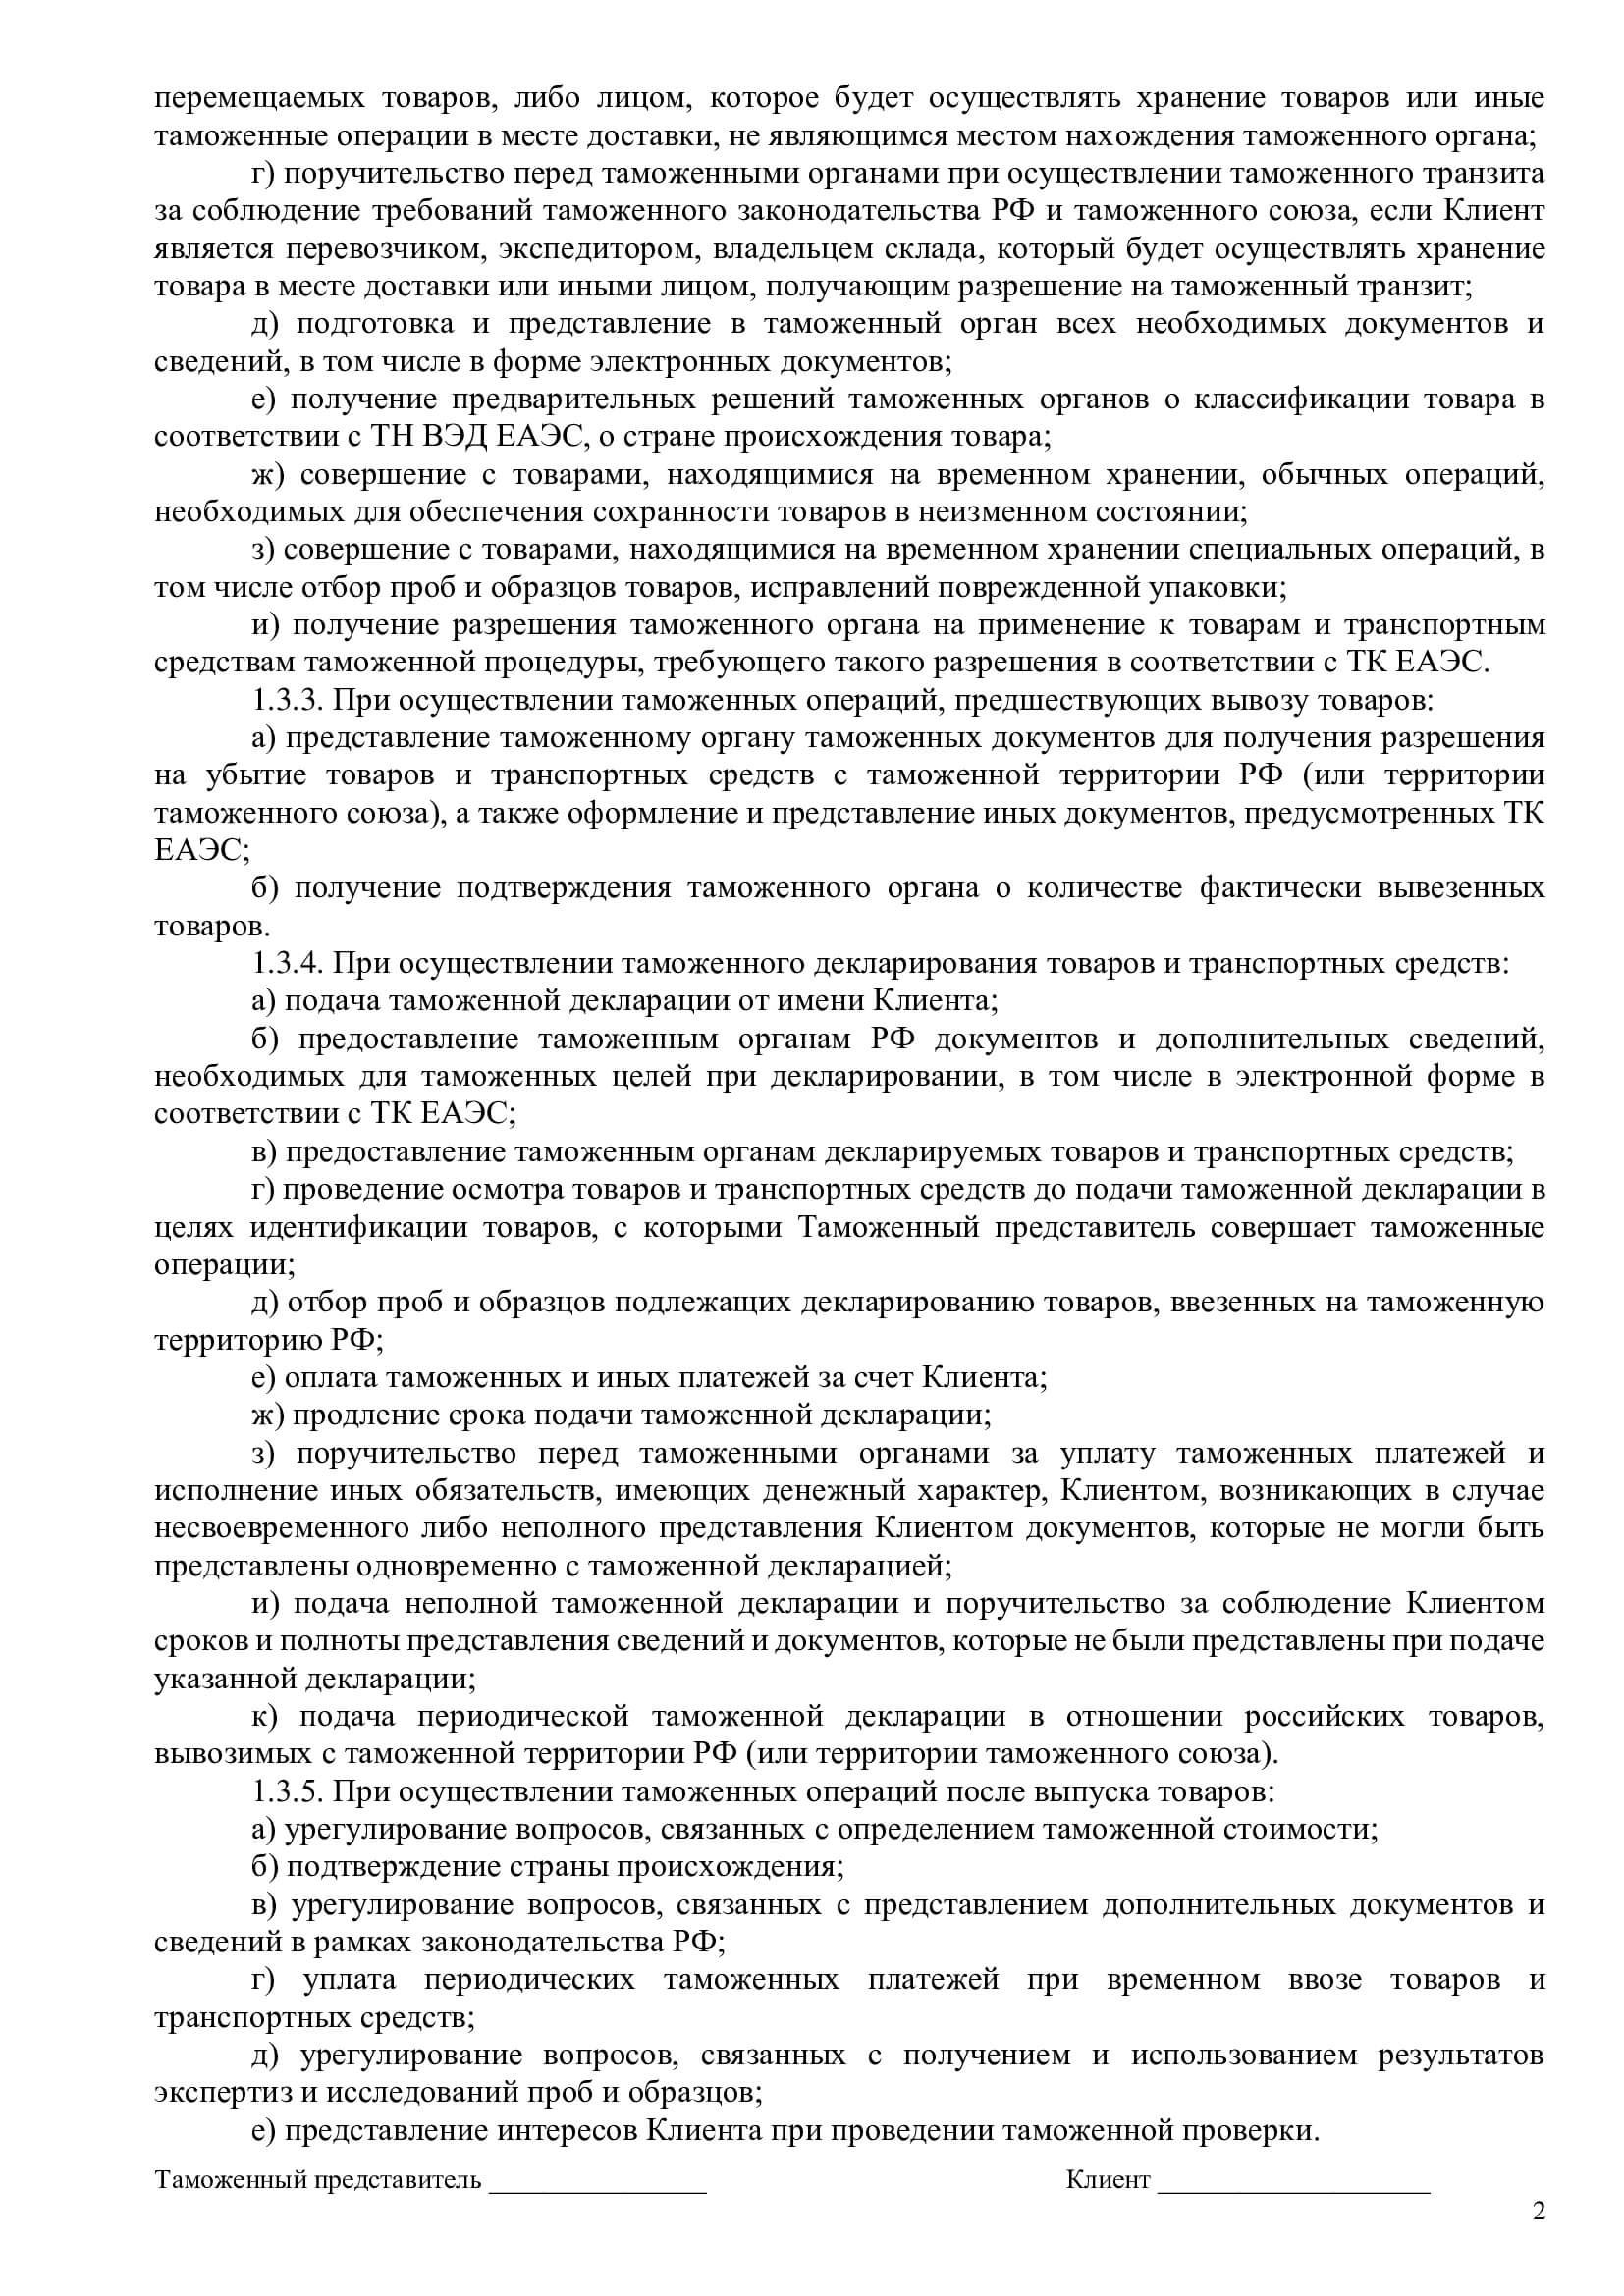 перемещаемых товаров, либо лицом, которое будет осуществлять хранение товаров или иные
таможенные операции в месте доставки, не являющимся местом нахождения таможенного органа;
г) поручительство перед таможенными органами при осуществлении таможенного транзита
за соблюдение требований таможенного законодательства РФ и таможенного союза, если Клиент
является перевозчиком, экспедитором, владельцем склада, который будет осуществлять хранение
товара в месте доставки или иными лицом, получающим разрешение на таможенный транзит;
д) подготовка и представление в таможенный орган всех необходимых документов и
сведений, в том числе в форме электронных документов;
е) получение предварительных решений таможенных органов о классификации товара в
соответствии с ТН ВЭД ЕАЭС, о стране происхождения товара;
ж) совершение с товарами, находящимися на временном хранении, обычных операций,
необходимых для обеспечения сохранности товаров в неизменном состоянии;
з) совершение с товарами, находящимися на временном хранении специальных операций, в
том числе отбор проб и образцов товаров, исправлений поврежденной упаковки;
и) получение разрешения таможенного органа на применение к товарам и транспортным
средствам таможенной процедуры, требующего такого разрешения в соответствии с ТК ЕАЭС.
1.3.3. При осуществлении таможенных операций, предшествующих вывозу товаров:
а) представление таможенному органу таможенных документов для получения разрешения
на убытие товаров и транспортных средств с таможенной территории РФ (или территории
таможенного союза), а также оформление и представление иных документов, предусмотренных ТК
ЕАЭС;
б) получение подтверждения таможенного органа о количестве фактически вывезенных
товаров.
1.3.4. При осуществлении таможенного декларирования товаров и транспортных средств:
а) подача таможенной декларации от имени Клиента;
б) предоставление таможенным органам РФ документов и дополнительных сведений,
необходимых для таможенных целей при декларировании, в том числе в электронной форме в
соответствии с ТК ЕАЭС;
в) предоставление таможенным органам декларируемых товаров и транспортных средств;
г) проведение осмотра товаров и транспортных средств до подачи таможенной декларации в
целях идентификации товаров, с которыми Таможенный представитель совершает таможенные
операции;
д) отбор проб и образцов подлежащих декларированию товаров, ввезенных на таможенную
территорию РФ;
е) оплата таможенных и иных платежей за счет Клиента;
ж) продление срока подачи таможенной декларации;
з) поручительство перед таможенными органами за уплату таможенных платежей и
исполнение иных обязательств, имеющих денежный характер, Клиентом, возникающих в случае
несвоевременного либо неполного представления Клиентом документов, которые не могли быть
представлены одновременно с таможенной декларацией;
и) подача неполной таможенной декларации и поручительство за соблюдение Клиентом
сроков и полноты представления сведений и документов, которые не были представлены при подаче
указанной декларации;
к) подача периодической таможенной декларации в отношении российских товаров,
вывозимых с таможенной территории РФ (или территории таможенного союза).
1.3.5. При осуществлении таможенных операций после выпуска товаров:
а) урегулирование вопросов, связанных с определением таможенной стоимости;
б) подтверждение страны происхождения;
в) урегулирование вопросов, связанных с представлением дополнительных документов и
сведений в рамках законодательства РФ;
г) уплата периодических таможенных платежей при временном ввозе товаров и
транспортных средств;
д) урегулирование вопросов, связанных с получением и использованием результатов
экспертиз и исследований проб и образцов;
е) представление интересов Клиента при проведении таможенной проверки.
Таможенный представитель ________________ Клиент ____________________
2